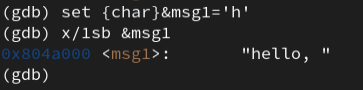 (gdb) set {char}&msg1='h'
(gdb) x/1sb &msg1
0x804a000 <msg1>:       "hello, "
(gdb)